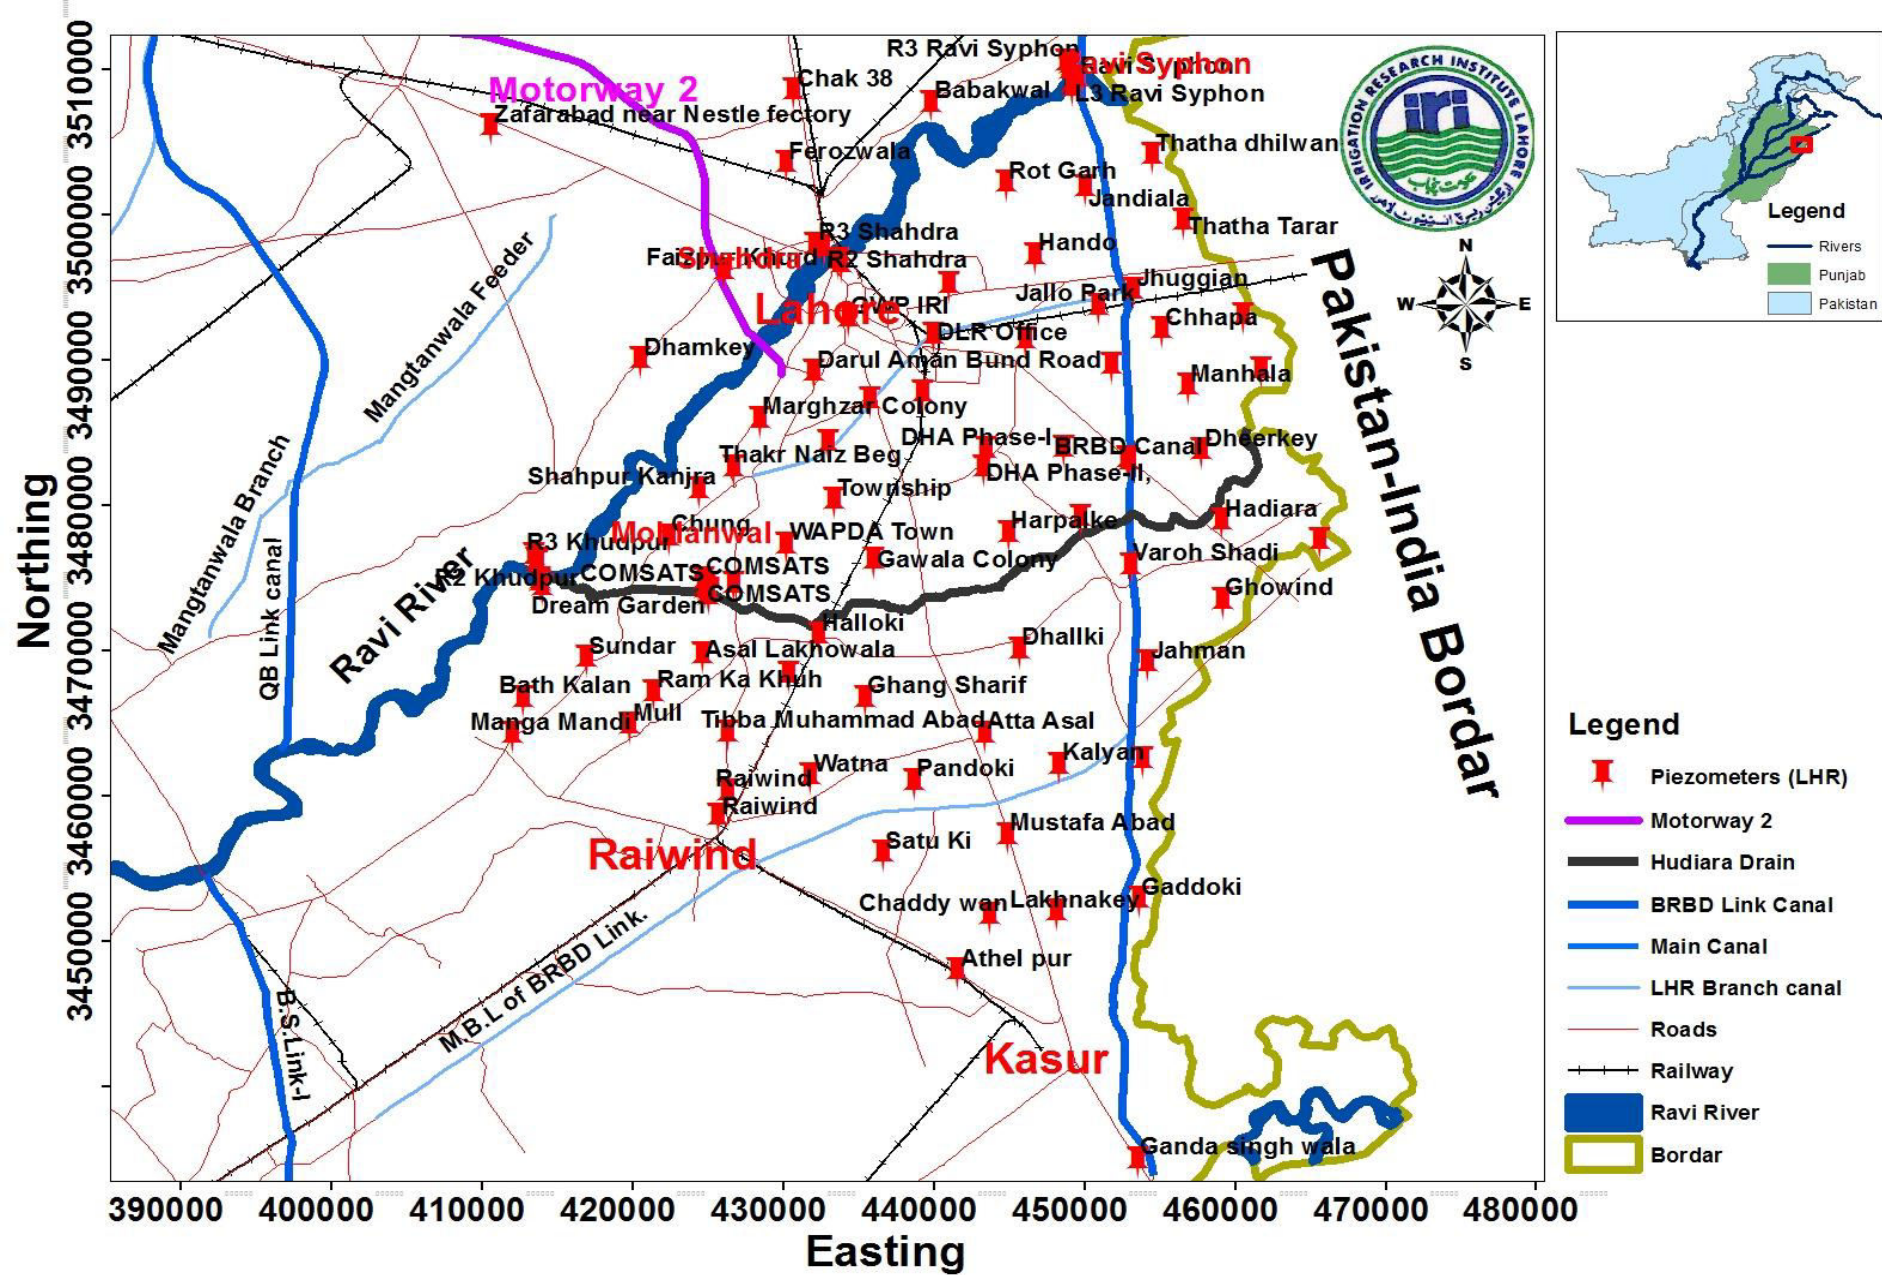 R3 Ravi Syphon
Ravi Syphon
Ravi Syphon
L3 Ravi Syphon
Chak 38
Babakwal
Motorway 2
Zafarabad near Nestle fectory
Ferozwala
Thatha dhilwan
Rot Garh
Jandiala
Thatha Tarar
R3 Shahdra
Shahdra
R2 Shahdra
Hando
Jhuggian
Jallo Park
Lahore
GWP IRI
Chhapa
DLR Office
Dhamkey
Darul Aman Bund Road
Manhala
Marghzar Colony
DHA Phase-I
BRBD Canal
Dheerkey
Thakr Naiz Beg
DHA Phase-II,
Shahpur Kanjra
Township
Hadiara
Harpalke
Chung
Mohlanwal
WAPDA Town
R3 Khudpur
Varoh Shadi
Gawala Colony
COMSATS
COMSATS
R2 Khudpur
COMSATS
Ghowind
Dream Garden
Halloki
Dhallki
Sundar
Asal Lakhowala
Jahman
Bath Kalan
Ram Ka Khuh
Ghang Sharif
Manga Mandi
Mull
Tibba Muhammad Abad
Atta Asal
Kalyan
Watna
Pandoki
Raiwind
Raiwind
Mustafa Abad
Satu Ki
Raiwind
Gaddoki
Chaddy wan
Lakhnakey
Athel pur
Kasur
Ganda singh wala
Mangtanwala Feeder
Mangtanwala Branch
QB Link canal
Ravi River
M.B.L of BRBD Link.
B.S.Link-I
Pakistan-India Bordar
IRRIGATION RESEARCH INSTITUTE LAHORE
iri
N
W
E
S
Legend
Rivers
Punjab
Pakistan
Legend
Piezometers (LHR)
Motorway 2
Hudiara Drain
BRBD Link Canal
Main Canal
LHR Branch canal
Roads
Railway
Ravi River
Bordar
Northing
3510000
3500000
3490000
3480000
3470000
3460000
3450000
390000 400000 410000 420000 430000 440000 450000 460000 470000 480000
Easting